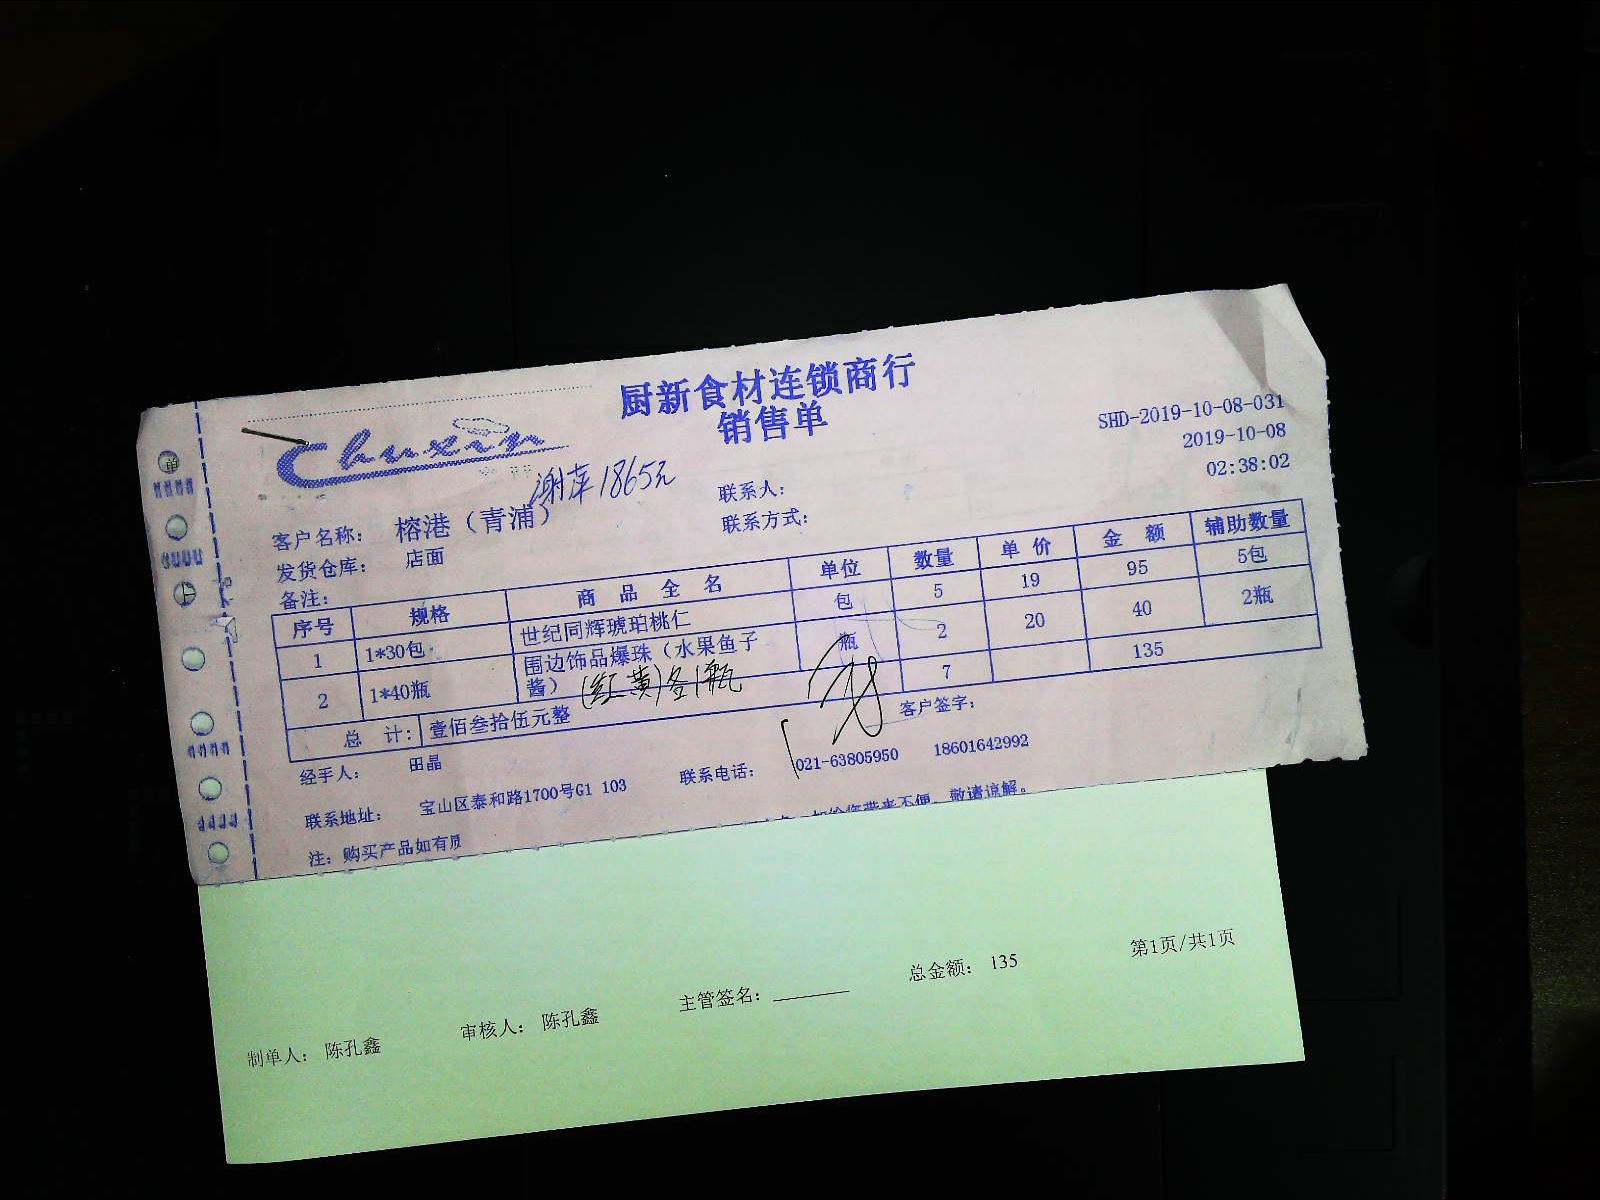 厨新食材连锁商行
销售单
Chuxin
SHD-2019-10-08-031
2019-10-08
02:38:02
谢萍1865元
客户名称： 榕港（青浦） 联系人：
发货仓库： 店面 联系方式：
备注：
序号 规格 商品全名 单位 数量 单价 金额 辅助数量
1 1*30包 世纪同辉琥珀桃仁 包 5 19 95 5包
2 1*40瓶 围边饰品爆珠（水果鱼子酱） 瓶 2 20 40 2瓶
(红黄)各1瓶
总计： 壹佰叁拾伍元整 7 135
经手人： 田晶 客户签字：
联系地址： 宝山区泰和路1700号G1 103 联系电话： 021-63805950 18601642992
注：购买产品如有质 如给您带来不便，敬请谅解。
制单人： 陈孔鑫 审核人： 陈孔鑫 主管签名： 总金额： 135 第1页/共1页